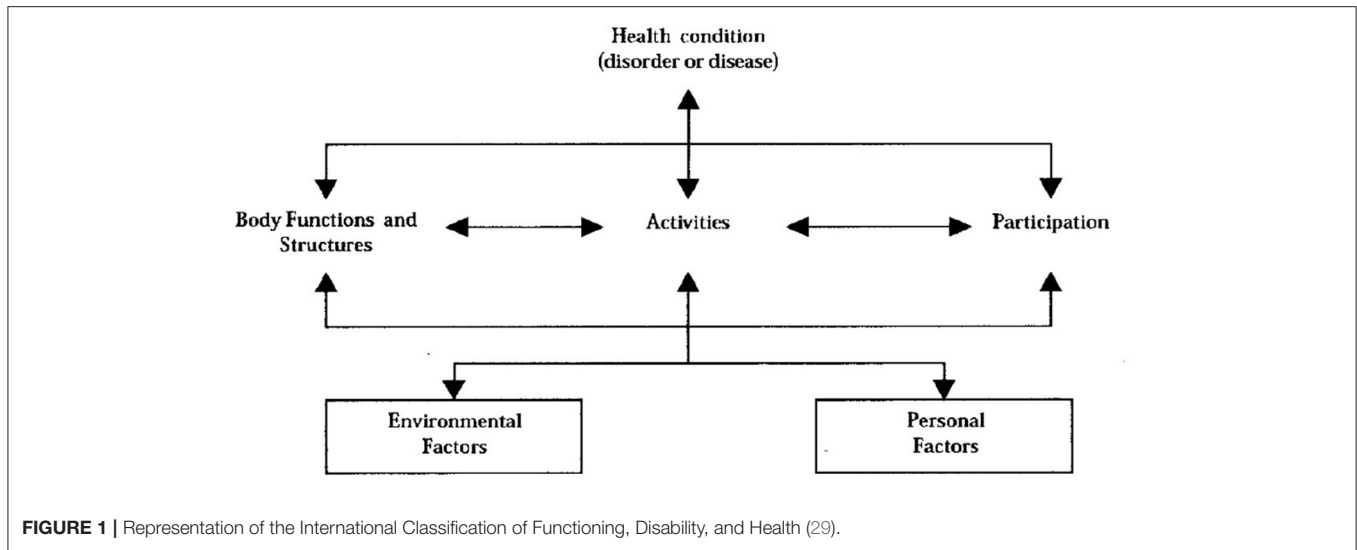 Health condition
(disorder or disease)
Body Functions and
Structures
Activities
Participation
Environmental
Factors
Personal
Factors
FIGURE 1 | Representation of the International Classification of Functioning, Disability, and Health (29).